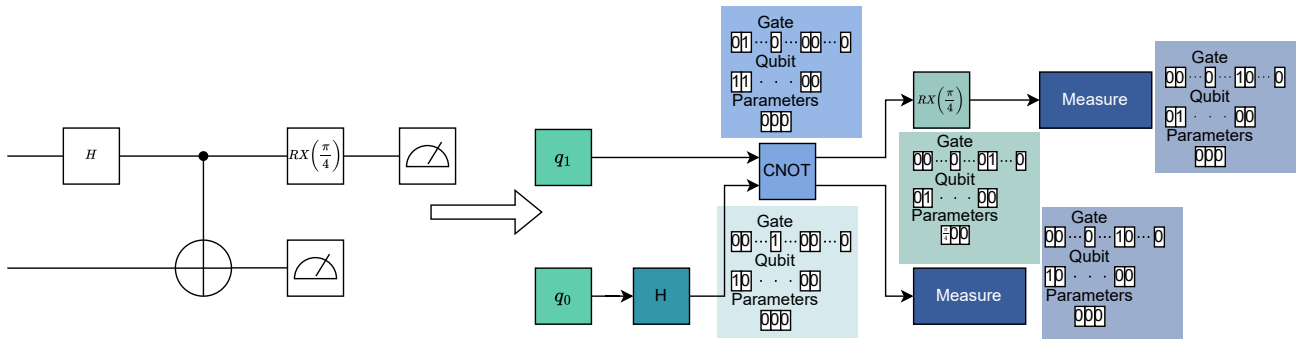 H
RX(π/4)
q1
q0
H
CNOT
RX(π/4)
Measure
Measure
Gate
01···0···00···0
Qubit
11 · · · 00
Parameters
000
Gate
00···1···00···0
Qubit
10 · · · 00
Parameters
000
Gate
00···0···01···0
Qubit
01 · · · 00
Parameters
π/4 00
Gate
00···0···10···0
Qubit
01 · · · 00
Parameters
000
Gate
00···0···10···0
Qubit
10 · · · 00
Parameters
000